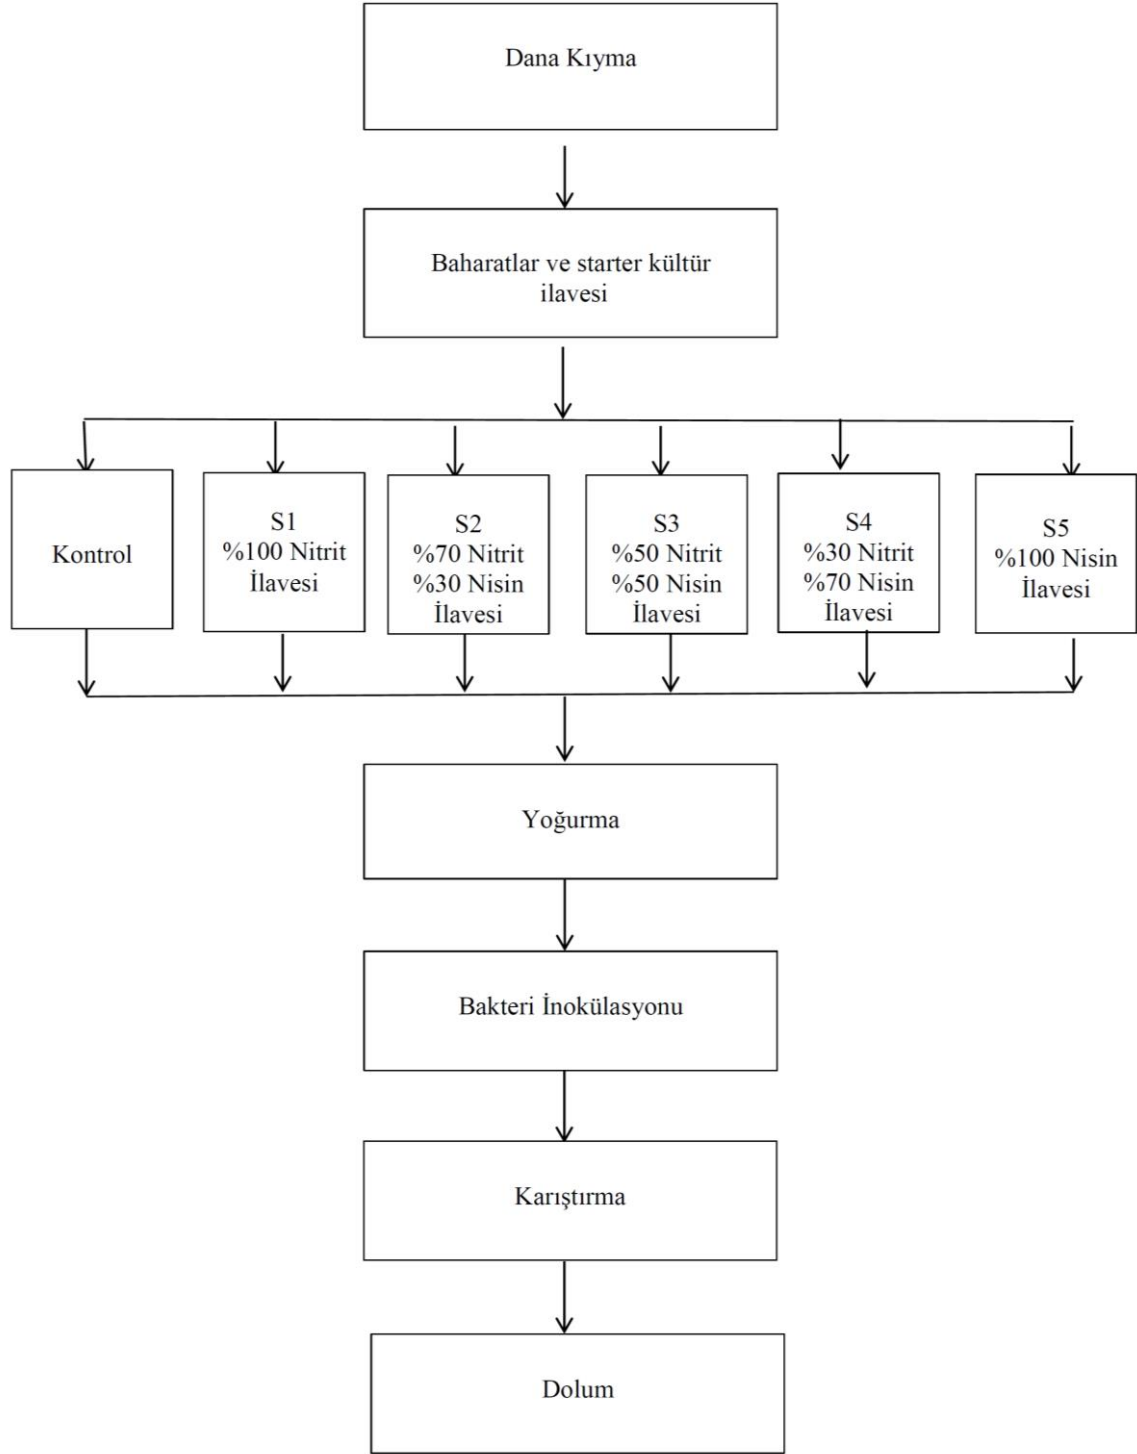 Dana Kıyma
Baharatlar ve starter kültür
ilavesi
Kontrol
S1
%100 Nitrit
İlavesi
S2
%70 Nitrit
%30 Nisin
İlavesi
S3
%50 Nitrit
%50 Nisin
İlavesi
S4
%30 Nitrit
%70 Nisin
İlavesi
S5
%100 Nisin
İlavesi
Yoğurma
Bakteri İnokülasyonu
Karıştırma
Dolum